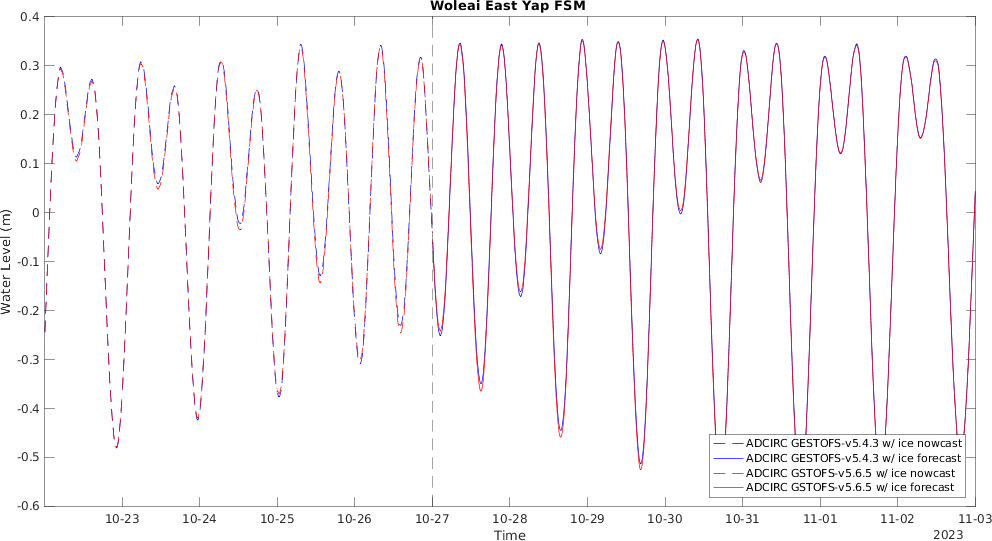 Woleai East Yap FSM
0.4
0.3
0.2
0.1
0
-0.1
-0.2
-0.3
-0.4
-0.5
-0.6
Water Level (m)
ADCIRC GESTOFS-v5.4.3 w/ ice nowcast
ADCIRC GESTOFS-v5.4.3 w/ ice forecast
ADCIRC GSTOFS-v5.6.5 w/ ice nowcast
ADCIRC GSTOFS-v5.6.5 w/ ice forecast
10-23 10-24 10-25 10-26 10-27 10-28 10-29 10-30 10-31 11-01 11-02 11-03
Time
2023